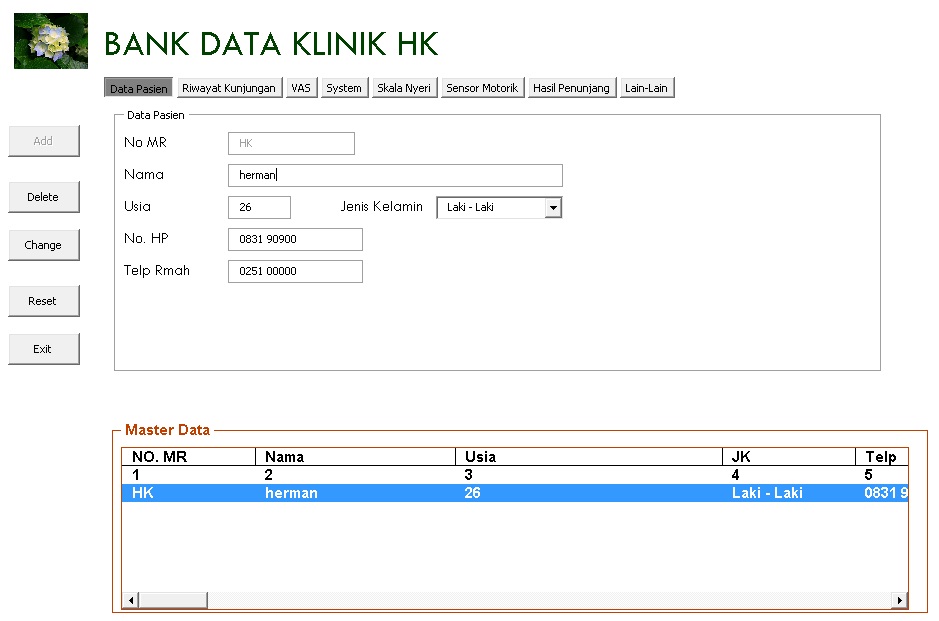 BANK DATA KLINIK HK
Data Pasien Riwayat Kunjungan VAS System Skala Nyeri Sensor Motorik Hasil Penunjang Lain-Lain
Data Pasien
Add
No MR HK
Nama herman
Delete
Usia 26 Jenis Kelamin Laki - Laki
No. HP 0831 90900
Change
Telp Rmah 0251 00000
Reset
Exit
Master Data
NO. MR Nama Usia JK Telp
1 2 3 4 5
HK herman 26 Laki - Laki 0831 9